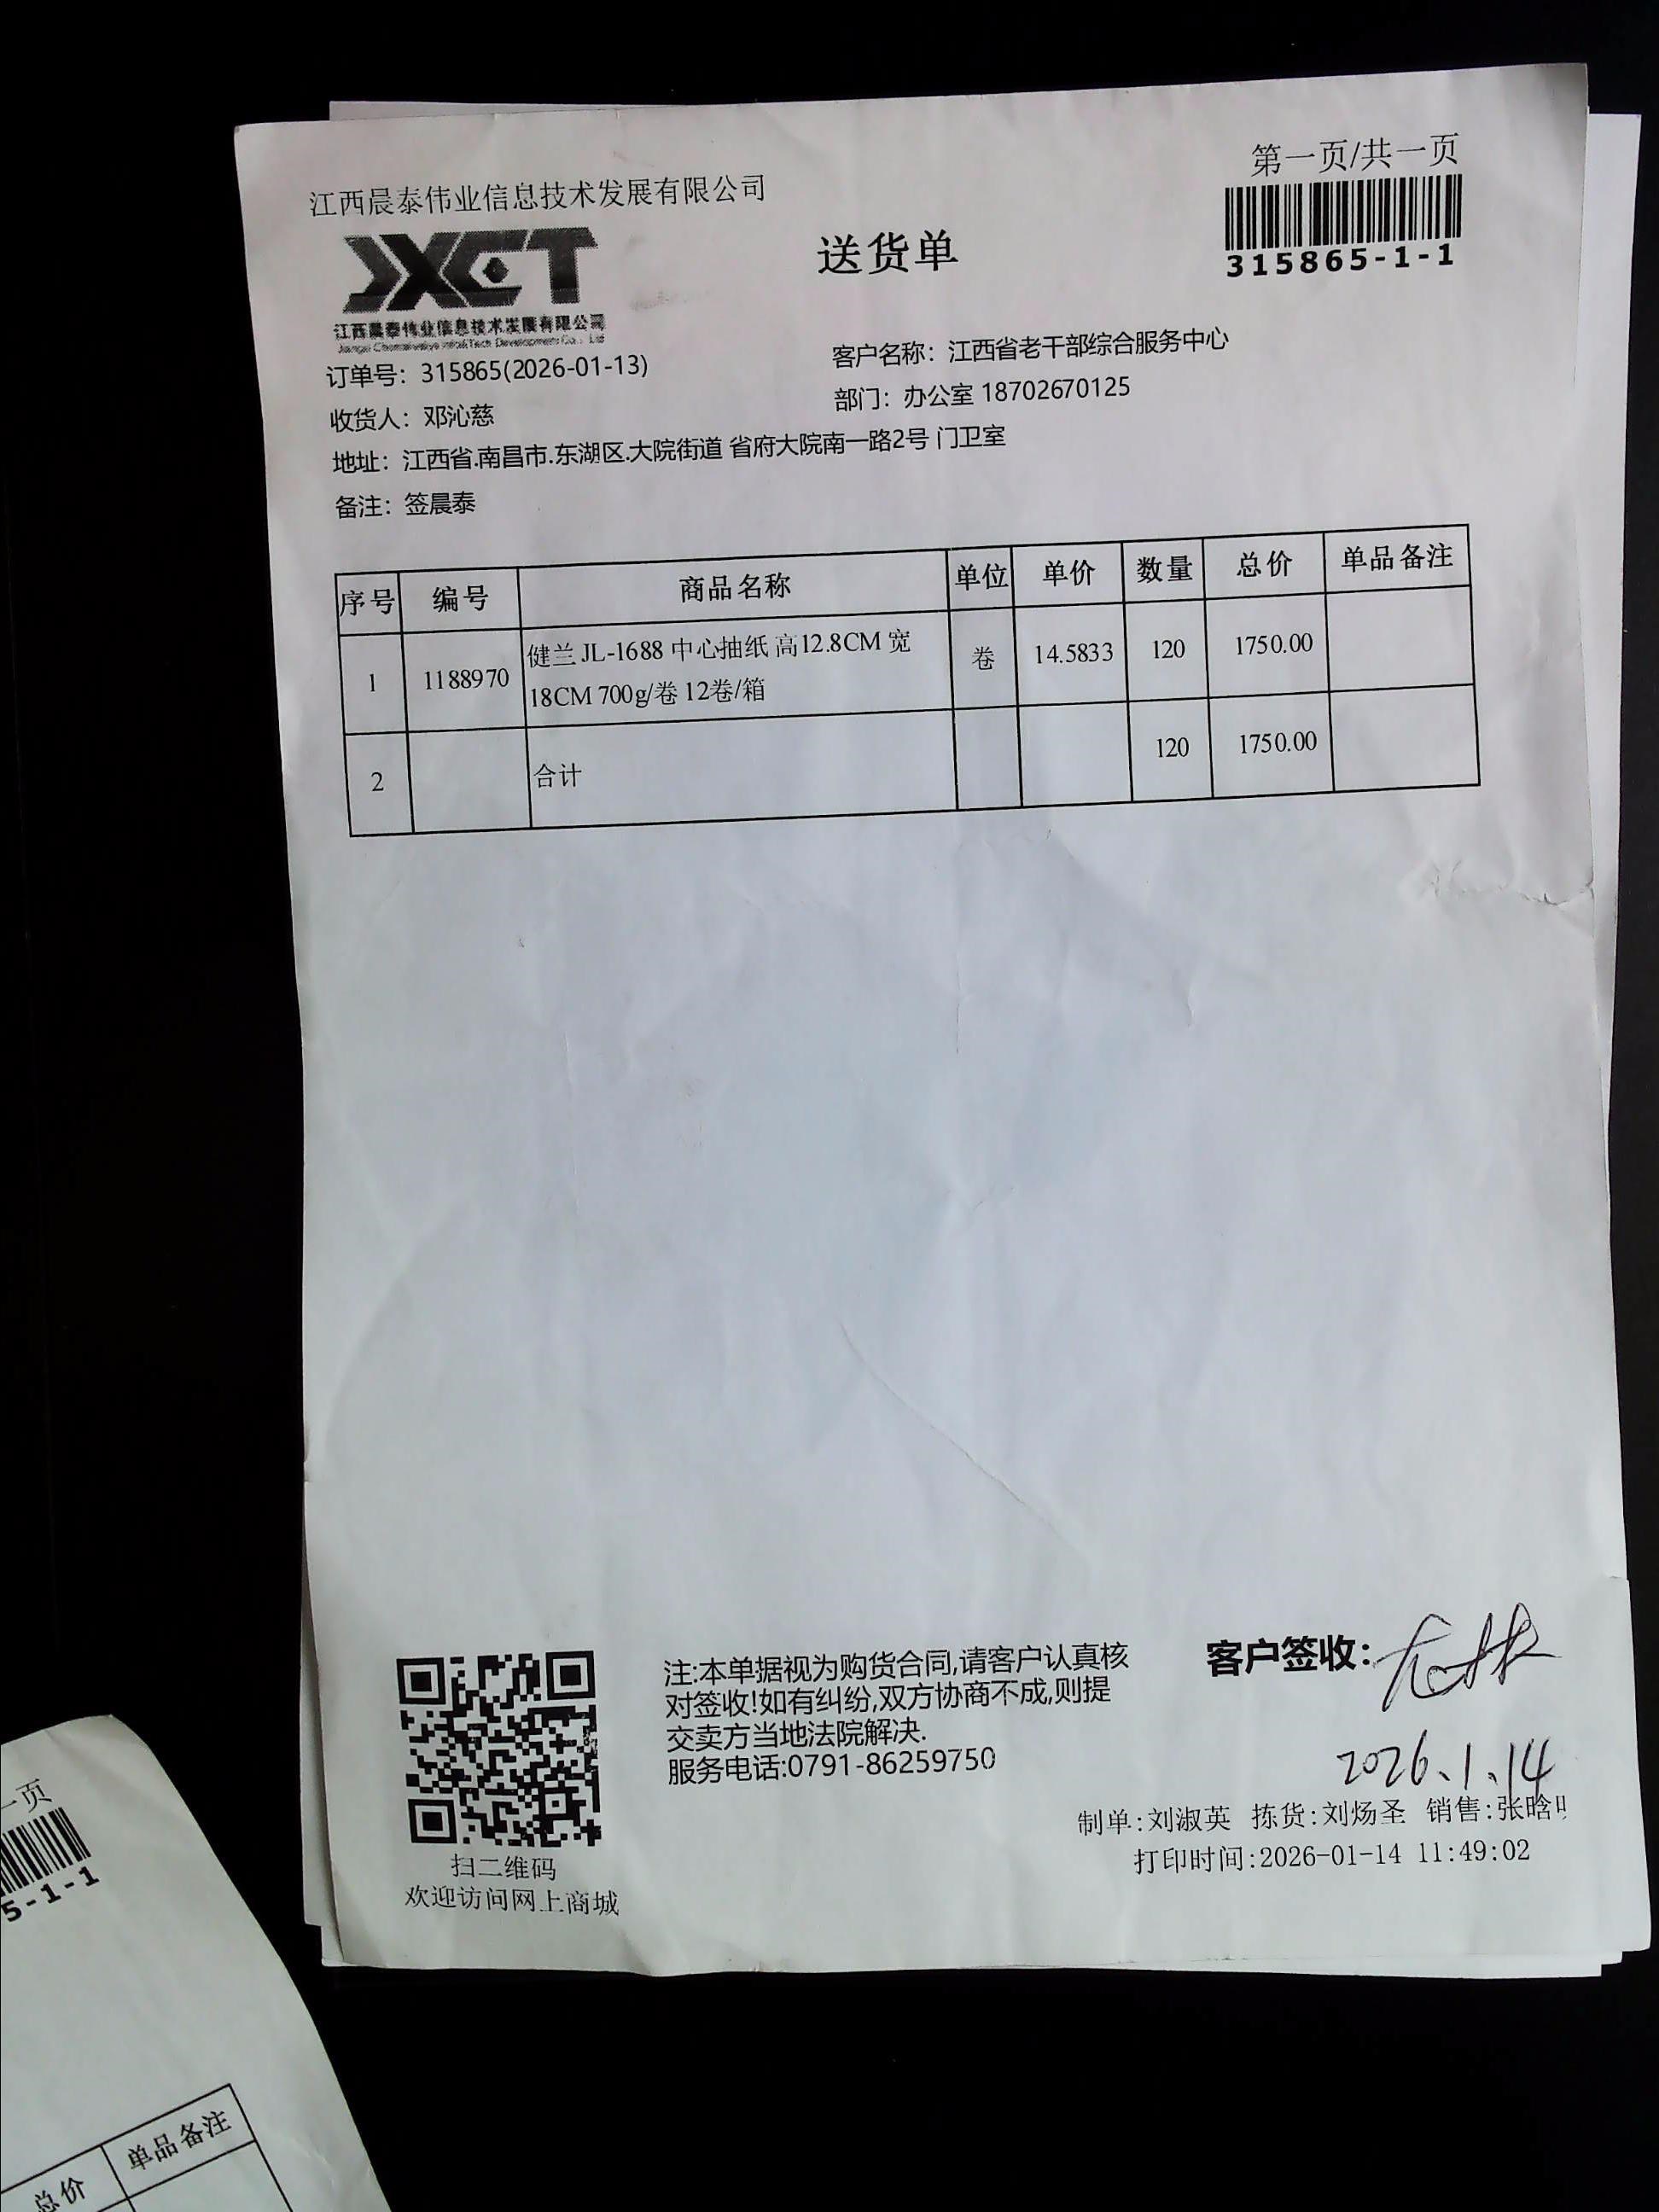 第一页/共一页
江西晨泰伟业信息技术发展有限公司
315865-1-1
送货单
JXCT
江西晨泰伟业信息技术发展有限公司
订单号：315865(2026-01-13)
客户名称：江西省老干部综合服务中心
收货人：邓沁慈
部门：办公室 18702670125
地址：江西省.南昌市.东湖区.大院街道 省府大院南一路2号 门卫室
备注：签晨泰
序号 编号 商品名称 单位 单价 数量 总价 单品备注
1 1188970 健兰 JL-1688 中心抽纸 高12.8CM 宽 卷 14.5833 120 1750.00
18CM 700g/卷 12卷/箱
2 合计 120 1750.00
注:本单据视为购货合同,请客户认真核
对签收!如有纠纷,双方协商不成,则提
交卖方当地法院解决.
服务电话:0791-86259750
客户签收:
2026.1.14
制单:刘淑英 拣货:刘炀圣 销售:张晗
打印时间:2026-01-14 11:49:02
扫二维码
欢迎访问网上商城
一页
5-1-1
总价 单品备注